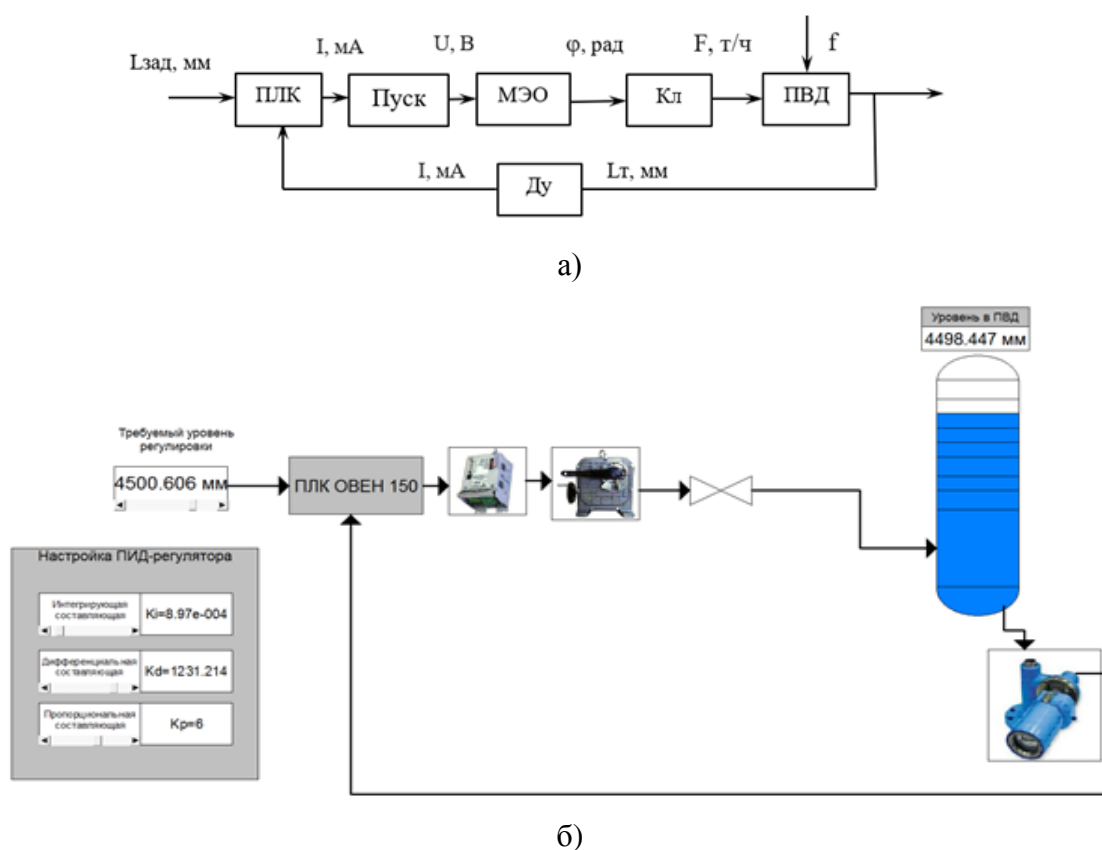 I, мА U, В φ, рад F, т/ч f
Lзад, мм
ПЛК Пуск МЭО Кл ПВД
I, мА Lт, мм
Ду
а)
Уровень в ПВД
4498.447 мм
Требуемый уровень
регулировки
4500.606 мм
ПЛК ОВЕН 150
Настройка ПИД-регулятора
Интегрирующая
составляющая
Ki=8.97e-004
Дифференциальная
составляющая
Kd=1231.214
Пропорциональная
составляющая
Kp=6
б)